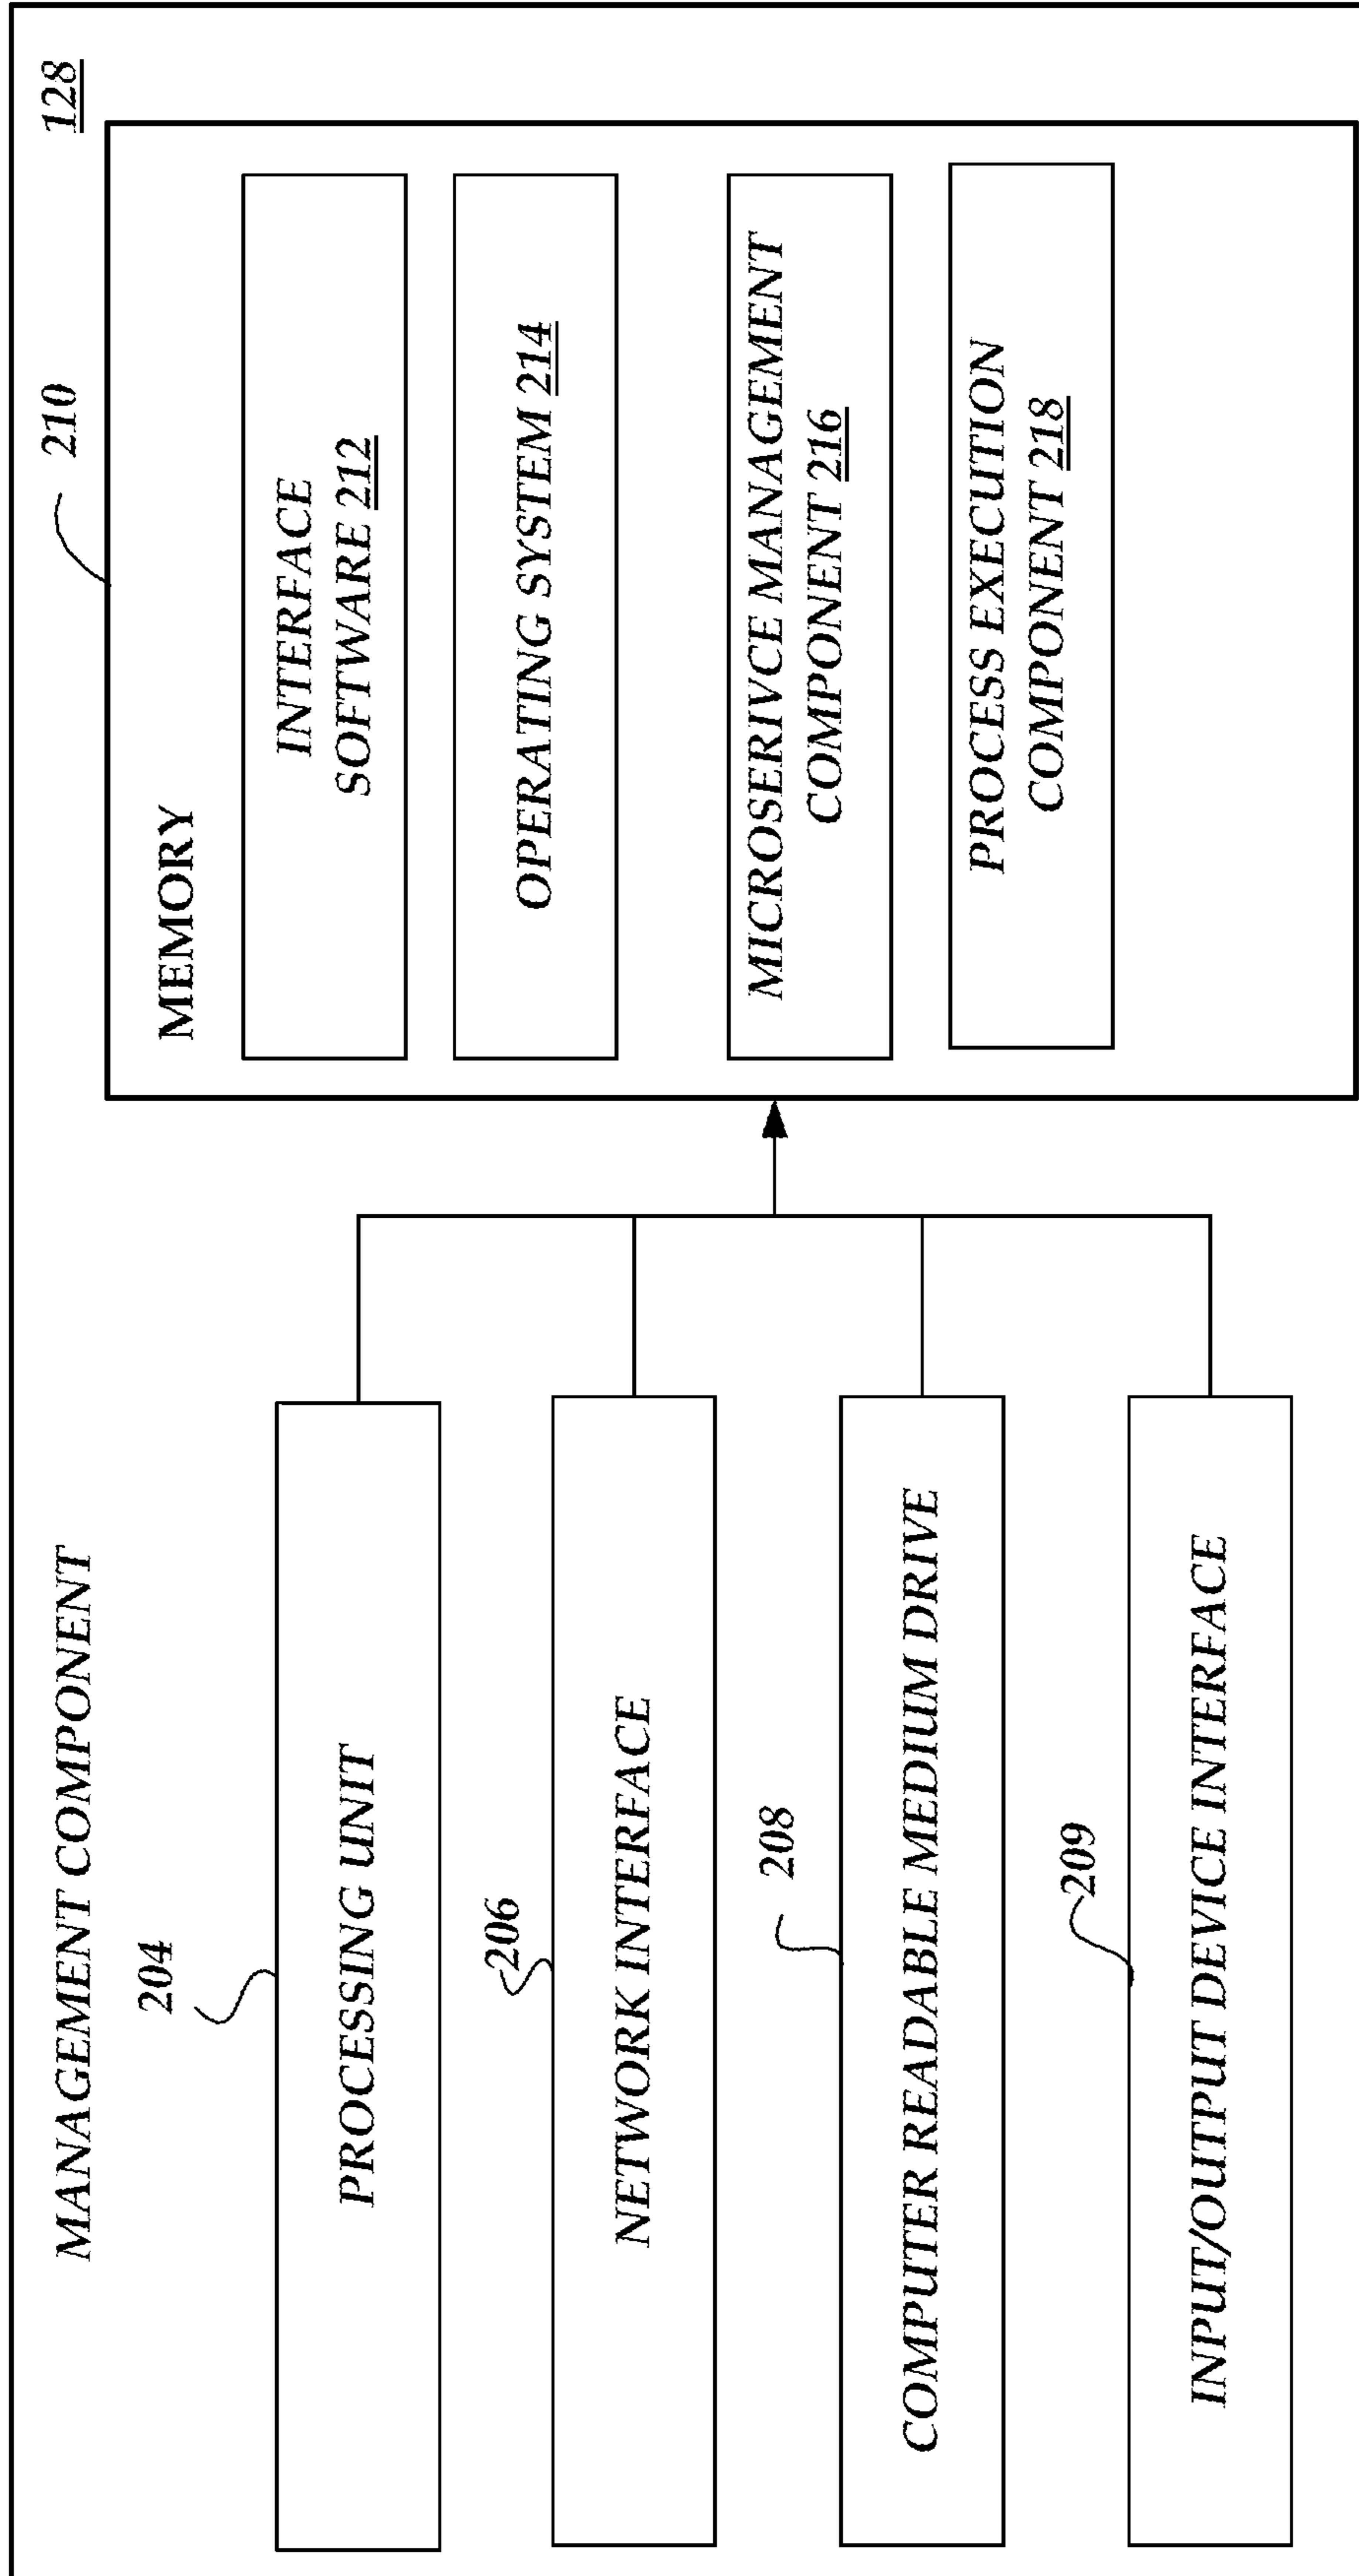 MANAGEMENT COMPONENT
128
204
PROCESSING UNIT
206
NETWORK INTERFACE
208
COMPUTER READABLE MEDIUM DRIVE
209
INPUT/OUTPUT DEVICE INTERFACE
210
MEMORY
INTERFACE
SOFTWARE 212
OPERATING SYSTEM 214
MICROSERIVCE MANAGEMENT
COMPONENT 216
PROCESS EXECUTION
COMPONENT 218